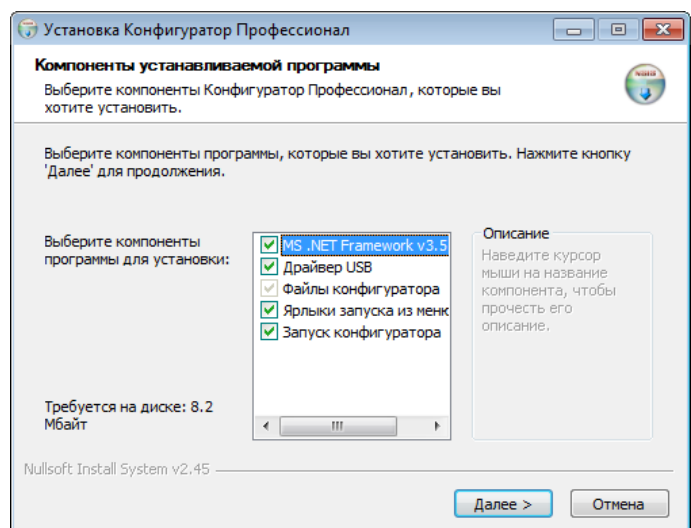 Установка Конфигуратор Профессионал
Компоненты устанавливаемой программы
Выберите компоненты Конфигуратор Профессионал, которые вы
хотите установить.
Выберите компоненты программы, которые вы хотите установить. Нажмите кнопку
'Далее' для продолжения.
Выберите компоненты
программы для установки:
MS .NET Framework v3.5
Драйвер USB
Файлы конфигуратора
Ярлыки запуска из мен
Запуск конфигуратора
Описание
Наведите курсор
мыши на название
компонента, чтобы
прочесть его
описание.
Требуется на диске: 8.2
Мбайт
Nullsoft Install System v2.45
Далее >
Отмена